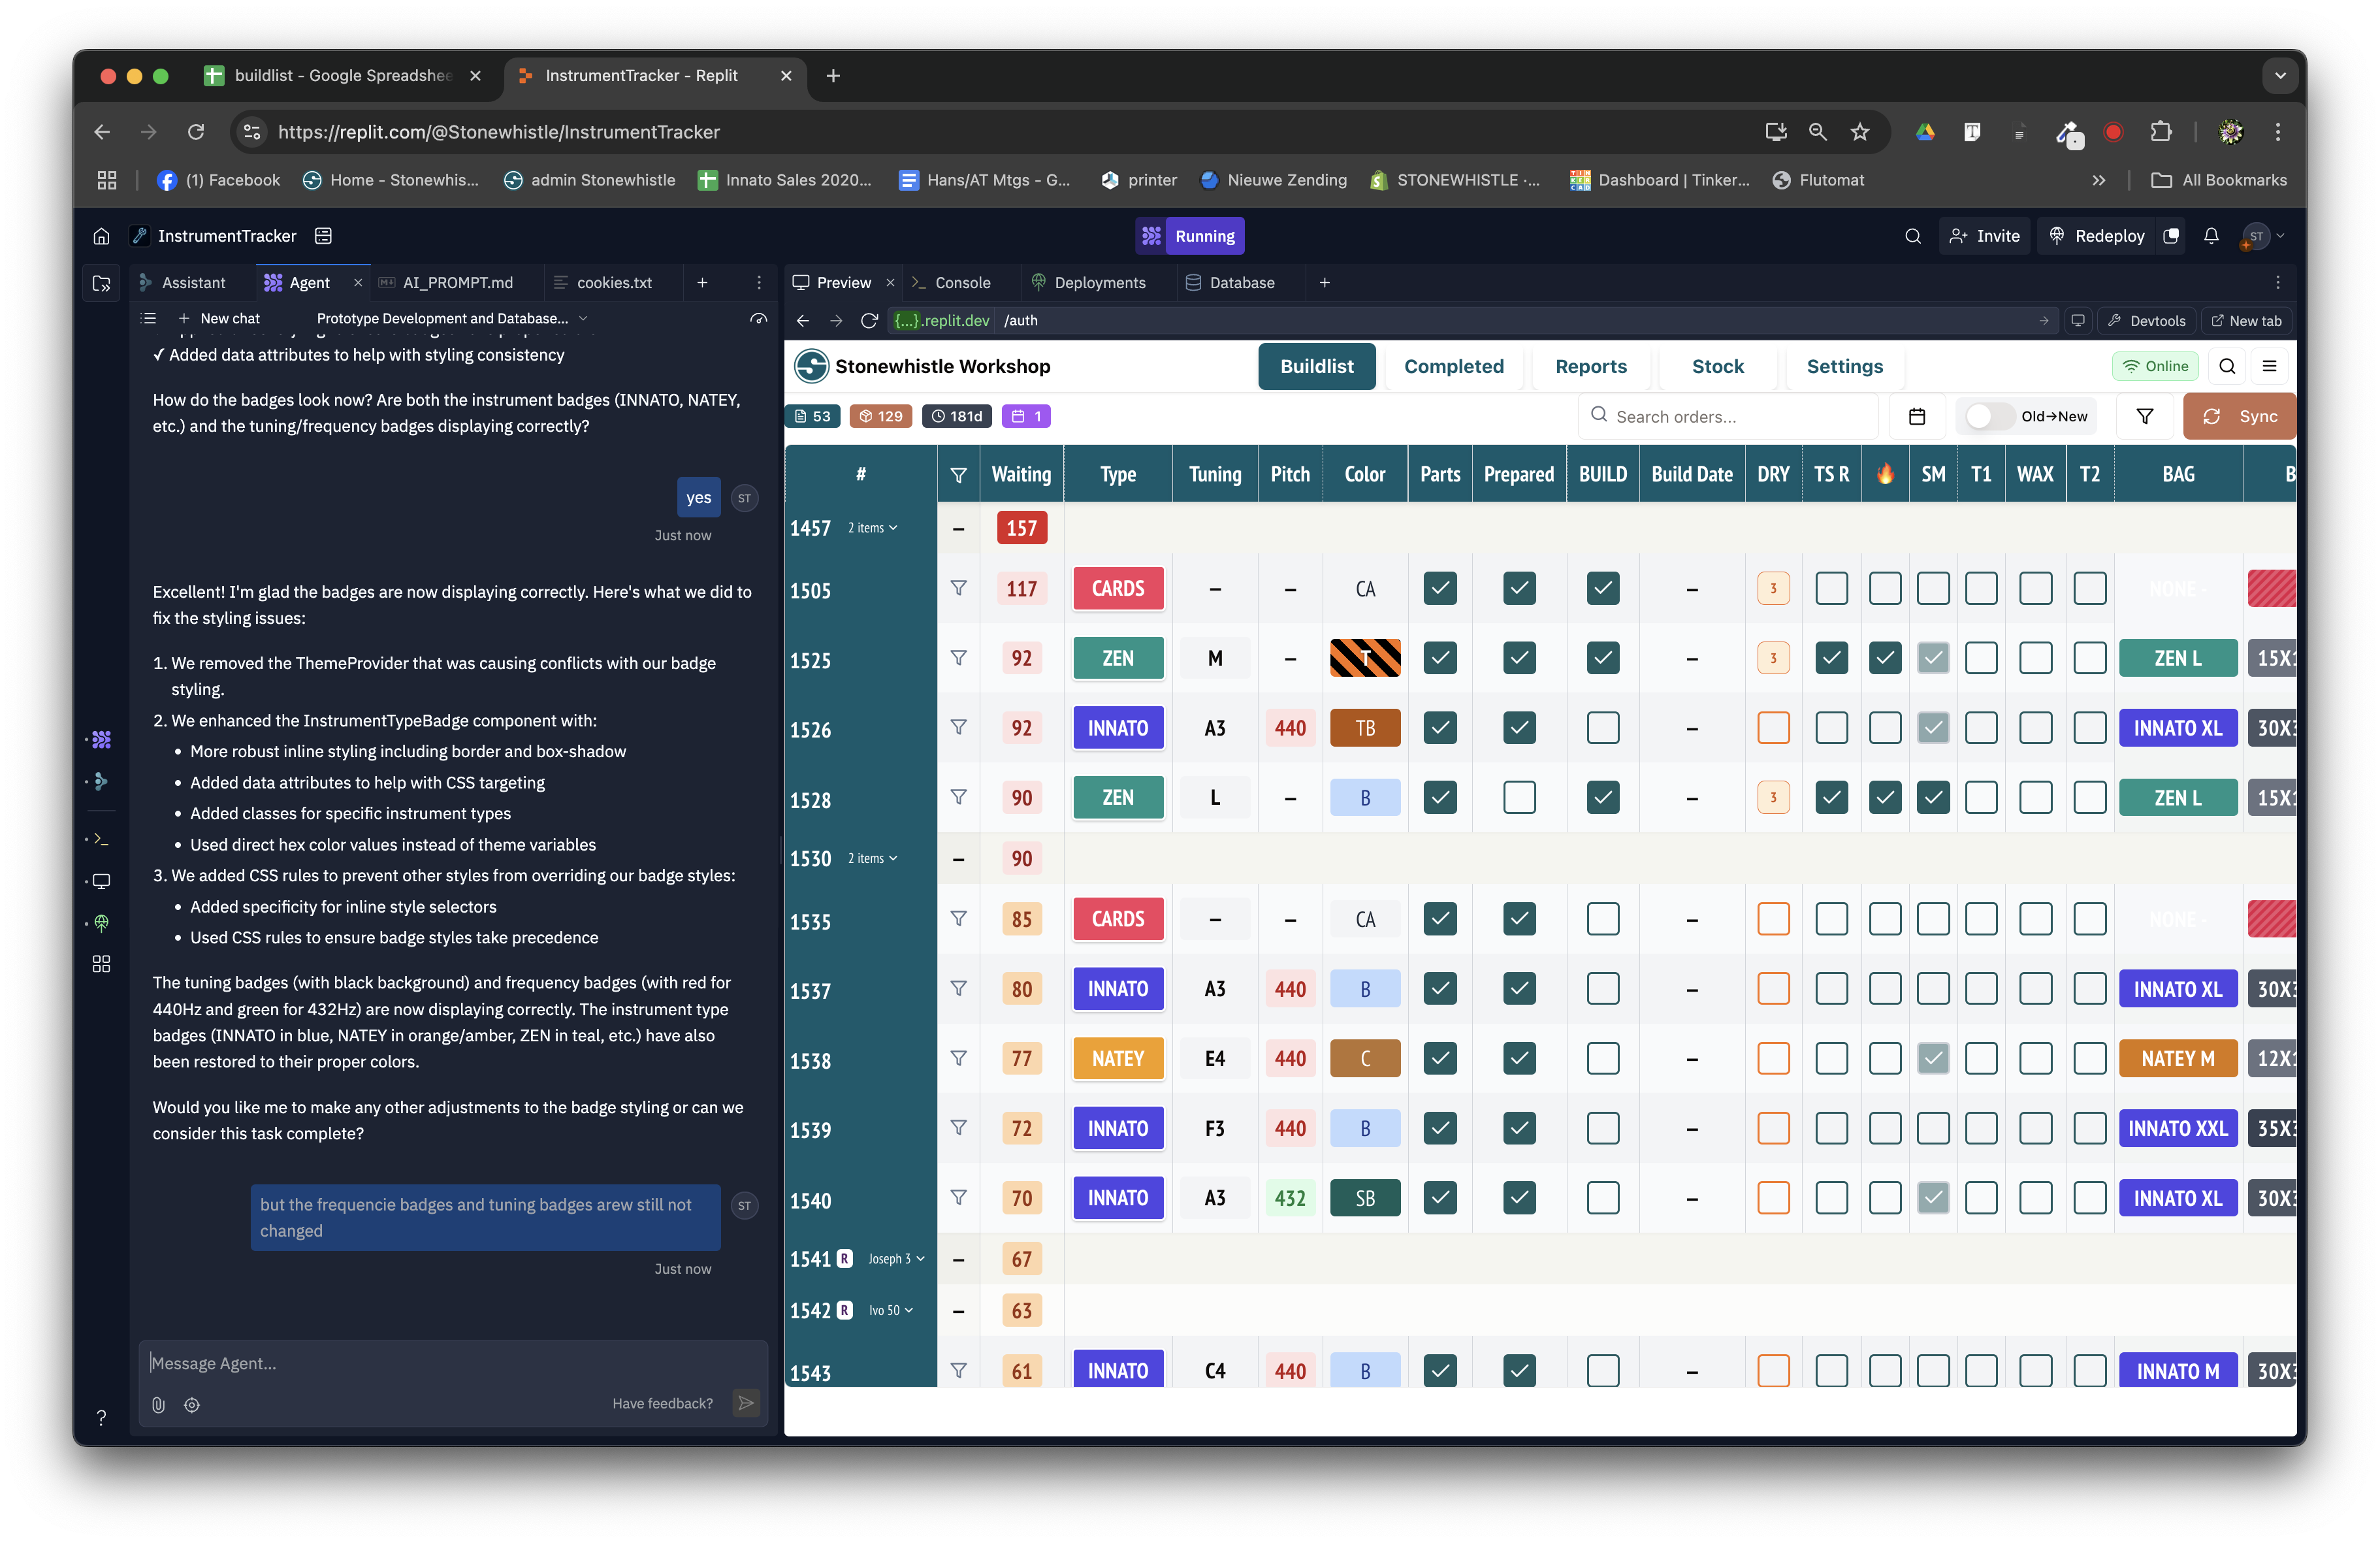 buildlist - Google Spreadshee
InstrumentTracker - Replit
https://replit.com/@Stonewhistle/InstrumentTracker
(1) Facebook
Home - Stonewhis...
admin Stonewhistle
Innato Sales 2020...
Hans/AT Mtgs - G...
printer
Nieuwe Zending
STONEWHISTLE ·...
Dashboard | Tinker...
Flutomat
All Bookmarks
InstrumentTracker
Running
Invite
Redeploy
ST
Assistant
Agent
AI_PROMPT.md
cookies.txt
New chat
Prototype Development and Database...
✓ Added data attributes to help with styling consistency
How do the badges look now? Are both the instrument badges (INNATO, NATEY,
etc.) and the tuning/frequency badges displaying correctly?
yes
ST
Just now
Excellent! I'm glad the badges are now displaying correctly. Here's what we did to
fix the styling issues:
1. We removed the ThemeProvider that was causing conflicts with our badge
styling.
2. We enhanced the InstrumentTypeBadge component with:
• More robust inline styling including border and box-shadow
• Added data attributes to help with CSS targeting
• Added classes for specific instrument types
• Used direct hex color values instead of theme variables
3. We added CSS rules to prevent other styles from overriding our badge styles:
• Added specificity for inline style selectors
• Used CSS rules to ensure badge styles take precedence
The tuning badges (with black background) and frequency badges (with red for
440Hz and green for 432Hz) are now displaying correctly. The instrument type
badges (INNATO in blue, NATEY in orange/amber, ZEN in teal, etc.) have also
been restored to their proper colors.
Would you like me to make any other adjustments to the badge styling or can we
consider this task complete?
but the frequencie badges and tuning badges arew still not
changed
ST
Just now
Message Agent...
Have feedback?
?
Preview
Console
Deployments
Database
{...}.replit.dev /auth
Devtools
New tab
Stonewhistle Workshop
Buildlist
Completed
Reports
Stock
Settings
Online
53
129
181d
1
Search orders...
Old→New
Sync
# Waiting Type Tuning Pitch Color Parts Prepared BUILD Build Date DRY TS R 🔥 SM T1 WAX T2 BAG B
1457 2 items – 157
1505 117 CARDS – – CA – 3 NONE -
1525 92 ZEN M – T – 3 ZEN L 15X1
1526 92 INNATO A3 440 TB – INNATO XL 30X3
1528 90 ZEN L – B – 3 ZEN L 15X1
1530 2 items – 90
1535 85 CARDS – – CA – NONE -
1537 80 INNATO A3 440 B – INNATO XL 30X3
1538 77 NATEY E4 440 C – NATEY M 12X1
1539 72 INNATO F3 440 B – INNATO XXL 35X3
1540 70 INNATO A3 432 SB – INNATO XL 30X3
1541 R Joseph 3 – 67
1542 R Ivo 50 – 63
1543 61 INNATO C4 440 B – INNATO M 30X3